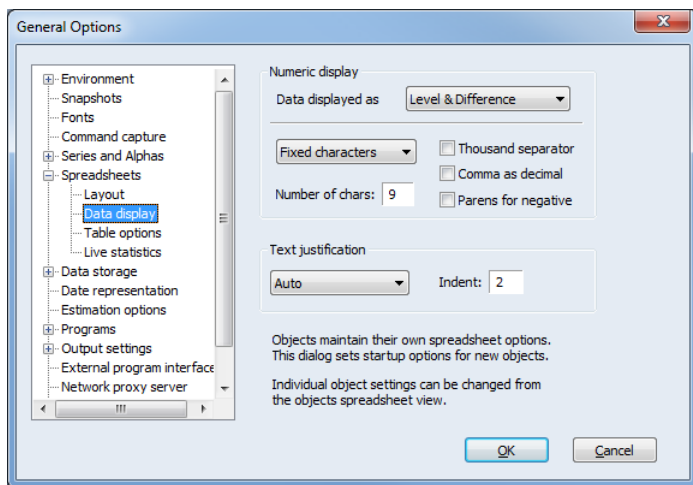 General Options
Environment
Snapshots
Fonts
Command capture
Series and Alphas
Spreadsheets
Layout
Data display
Table options
Live statistics
Data storage
Date representation
Estimation options
Programs
Output settings
External program interface
Network proxy server
Numeric display
Data displayed as Level & Difference
Fixed characters
Thousand separator
Comma as decimal
Number of chars: 9
Parens for negative
Text justification
Auto
Indent: 2
Objects maintain their own spreadsheet options.
This dialog sets startup options for new objects.
Individual object settings can be changed from
the objects spreadsheet view.
OK
Cancel